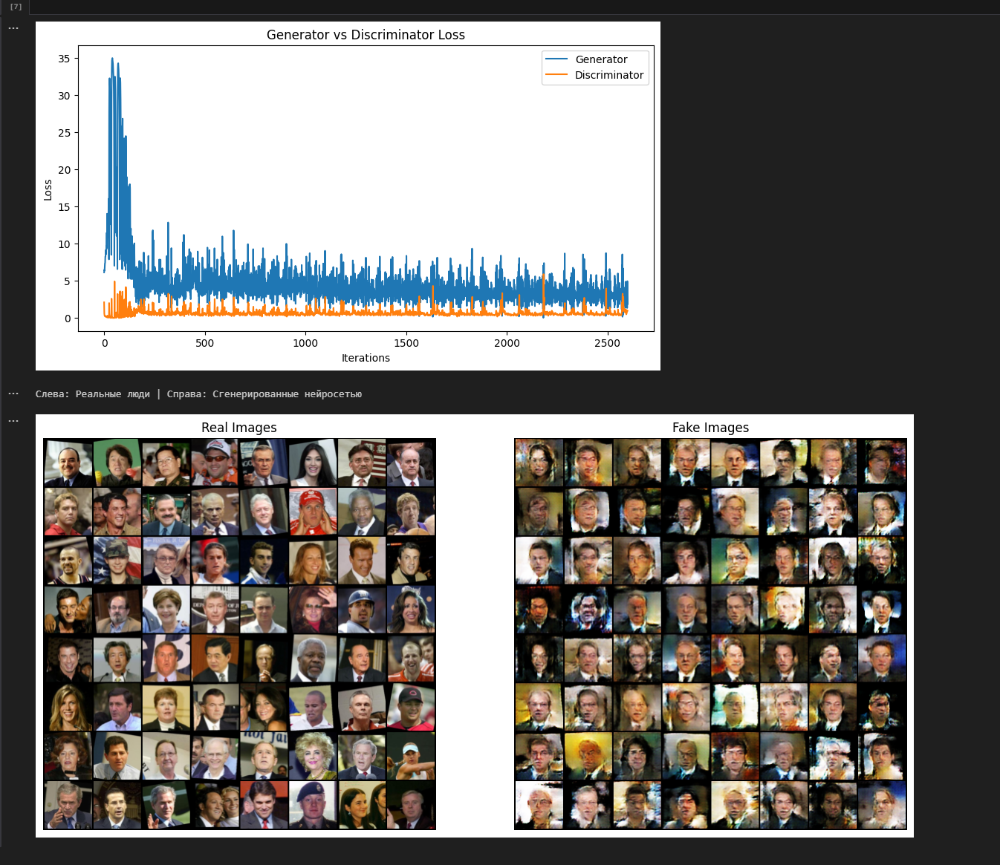 [7]
...
Generator vs Discriminator Loss
Generator
Discriminator
35
30
25
20
15
10
5
0
Loss
0 500 1000 1500 2000 2500
Iterations
...
Слева: Реальные люди | Справа: Сгенерированные нейросетью
...
Real Images
Fake Images